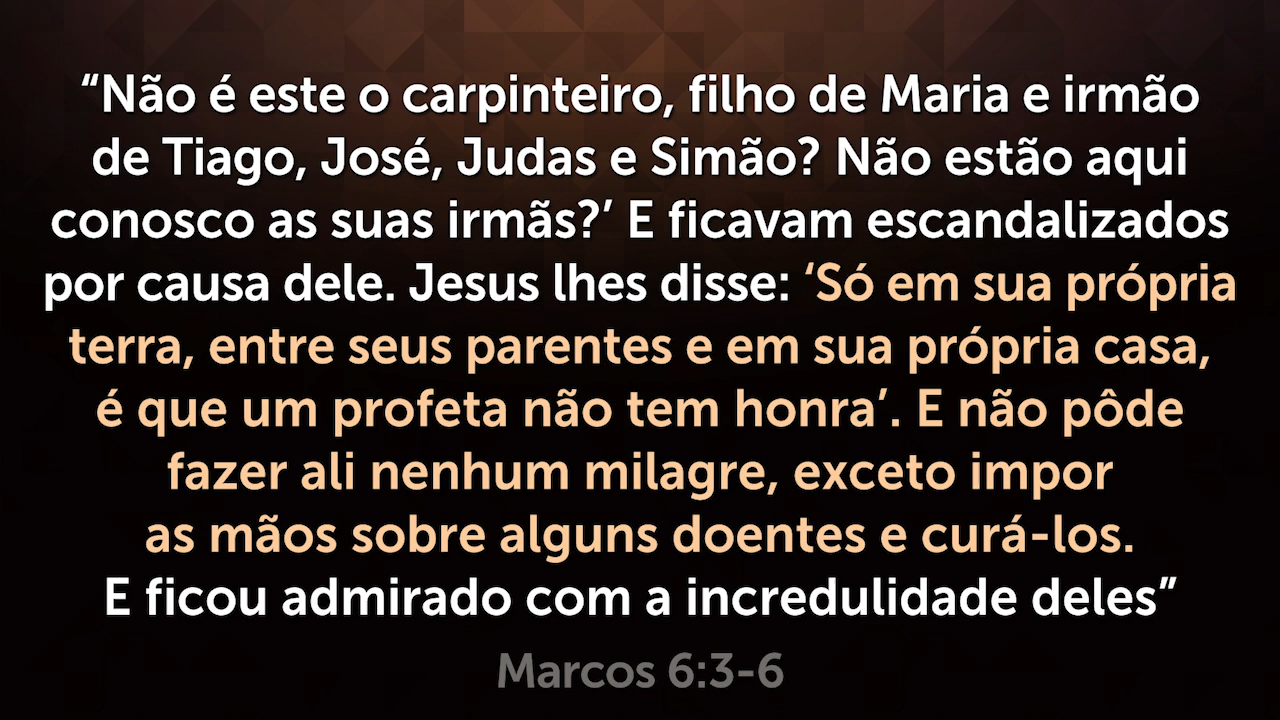 “Não é este o carpinteiro, filho de Maria e irmão
de Tiago, José, Judas e Simão? Não estão aqui
conosco as suas irmãs?’ E ficavam escandalizados
por causa dele. Jesus lhes disse: ‘Só em sua própria
terra, entre seus parentes e em sua própria casa,
é que um profeta não tem honra’. E não pôde
fazer ali nenhum milagre, exceto impor
as mãos sobre alguns doentes e curá-los.
E ficou admirado com a incredulidade deles”
Marcos 6:3-6